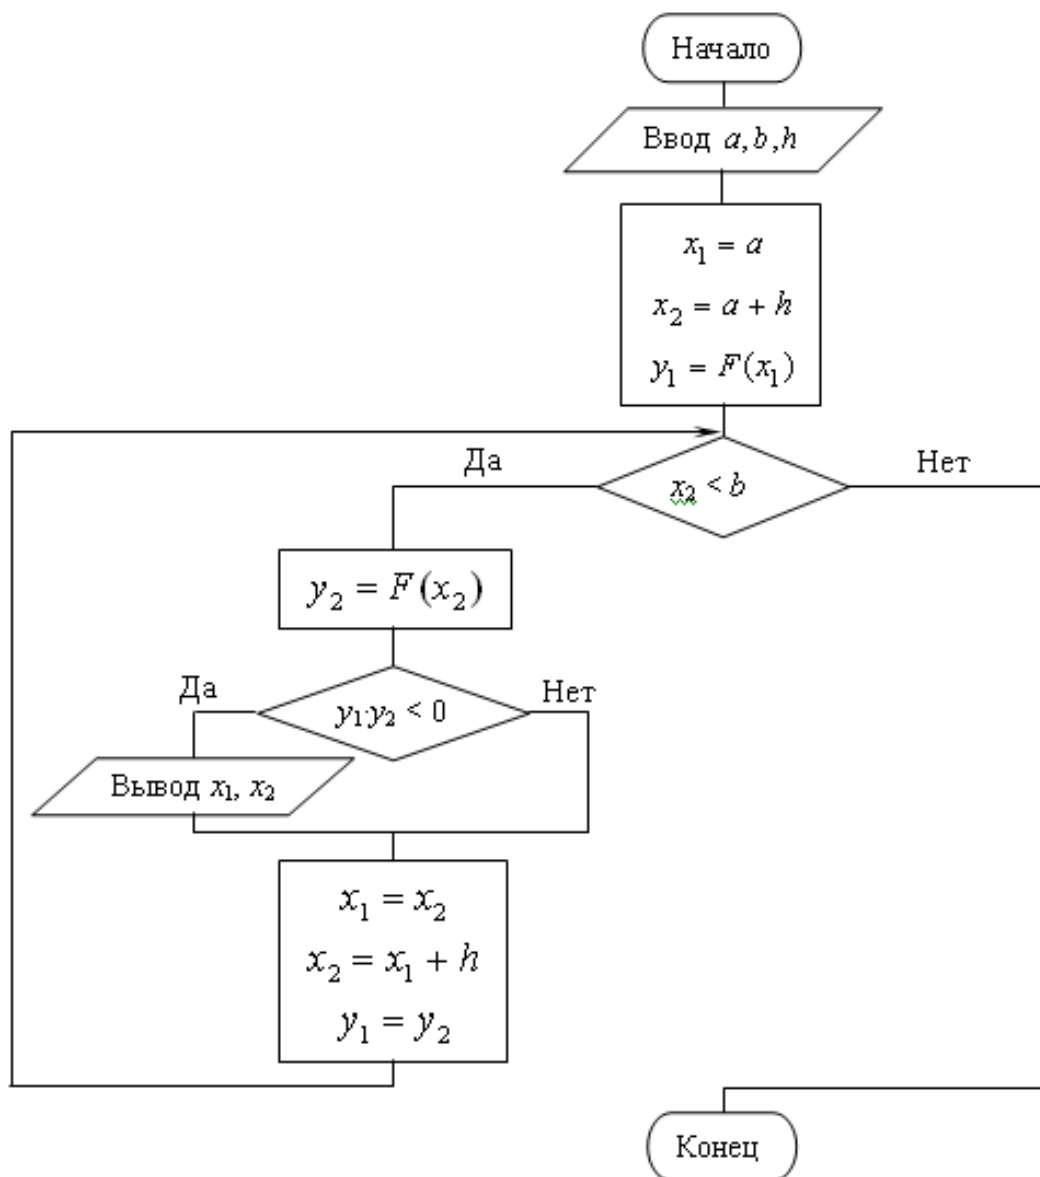 Начало
Ввод a, b, h
x₁ = a
x₂ = a + h
y₁ = F(x₁)
Да
Нет
x₂ < b
y₂ = F(x₂)
Да
Нет
y₁·y₂ < 0
Вывод x₁, x₂
x₁ = x₂
x₂ = x₁ + h
y₁ = y₂
Конец